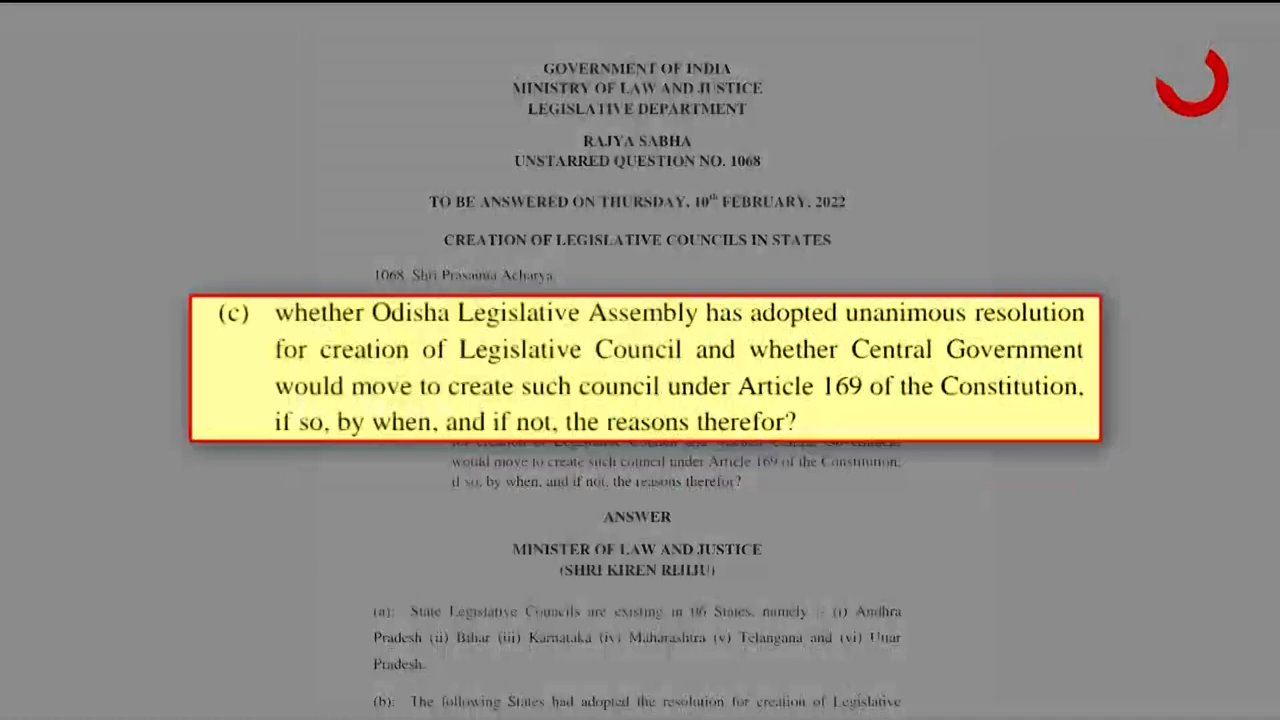 GOVERNMENT OF INDIA
MINISTRY OF LAW AND JUSTICE
LEGISLATIVE DEPARTMENT
RAJYA SABHA
UNSTARRED QUESTION NO. 1068
TO BE ANSWERED ON THURSDAY, 10th FEBRUARY, 2022
CREATION OF LEGISLATIVE COUNCILS IN STATES
1068 Shri Prasanna Acharya
(c) whether Odisha Legislative Assembly has adopted unanimous resolution
for creation of Legislative Council and whether Central Government
would move to create such council under Article 169 of the Constitution,
if so, by when, and if not, the reasons therefor?
would move to create such council under Article 169 of the Constitution,
if so, by when, and if not, the reasons therefor?
ANSWER
MINISTER OF LAW AND JUSTICE
(SHRI KIREN RIJIJU)
(a): State Legislative Councils are existing in 06 States, namely :- (i) Andhra
Pradesh (ii) Bihar (iii) Karnataka (iv) Maharashtra (v) Telangana and (vi) Uttar
Pradesh.
(b): The following States had adopted the resolution for creation of Legislative